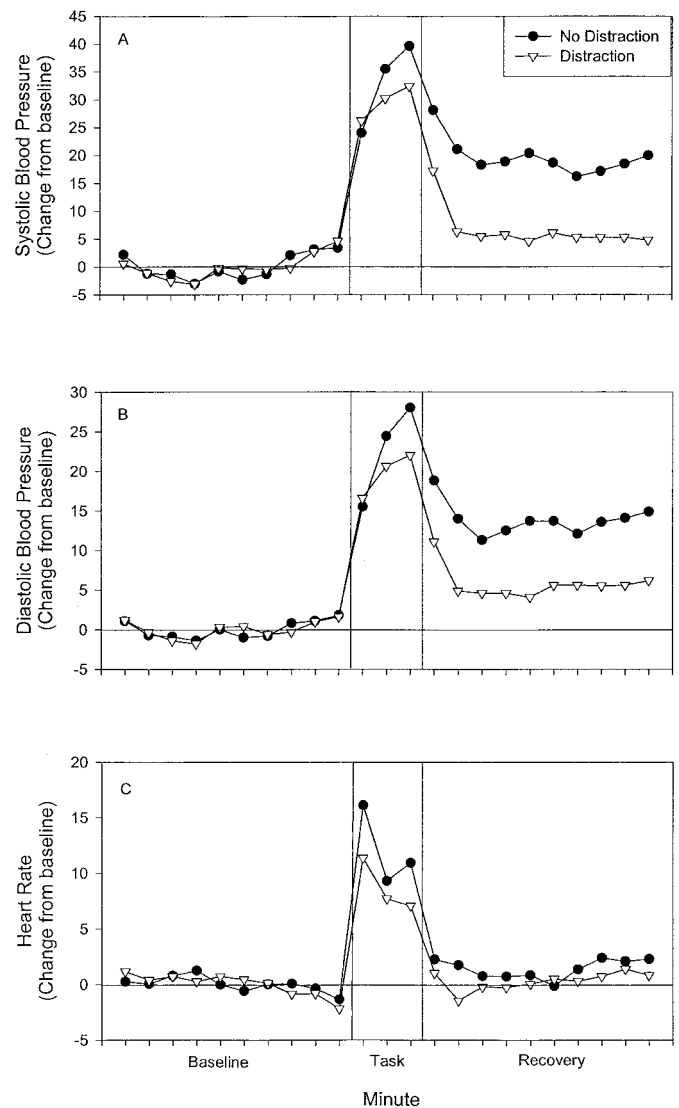 45
40
35
30
25
20
15
10
5
0
-5
Systolic Blood Pressure
(Change from baseline)
A
No Distraction
Distraction
30
25
20
15
10
5
0
-5
Diastolic Blood Pressure
(Change from baseline)
B
20
15
10
5
0
-5
Heart Rate
(Change from baseline)
C
Baseline
Task
Recovery
Minute